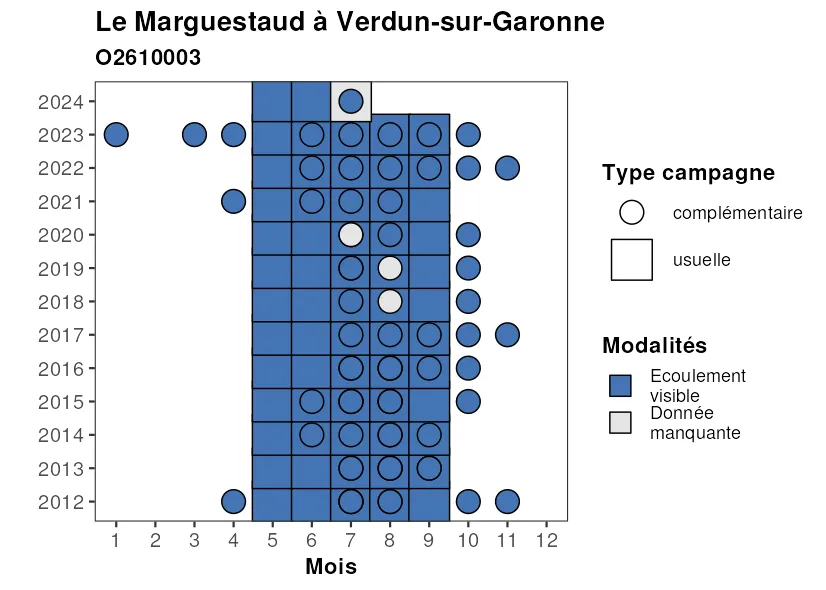 Le Marguestaud à Verdun-sur-Garonne
O2610003
2024
2023
2022
2021
2020
2019
2018
2017
2016
2015
2014
2013
2012
1 2 3 4 5 6 7 8 9 10 11 12
Mois
Type campagne
complémentaire
usuelle
Modalités
Ecoulement
visible
Donnée
manquante